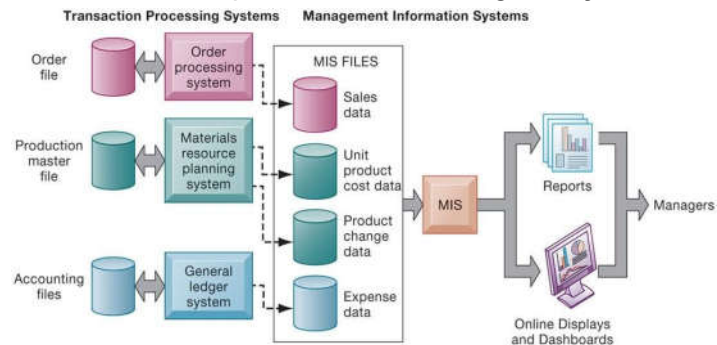 Transaction Processing Systems
Management Information Systems
Order
file
Order
processing
system
MIS FILES
Sales
data
Production
master
file
Materials
resource
planning
system
Unit
product
cost data
Product
change
data
Accounting
files
General
ledger
system
Expense
data
MIS
Reports
Managers
Online Displays
and Dashboards